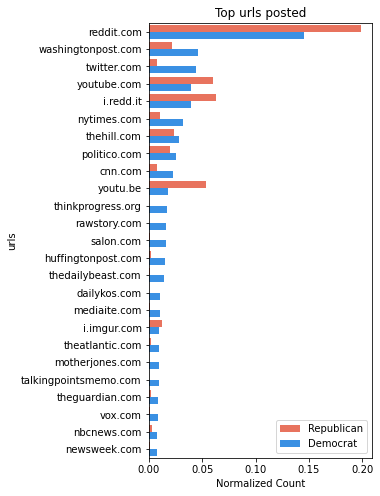 Top urls posted
reddit.com
washingtonpost.com
twitter.com
youtube.com
i.redd.it
nytimes.com
thehill.com
politico.com
cnn.com
youtu.be
thinkprogress.org
rawstory.com
salon.com
huffingtonpost.com
thedailybeast.com
dailykos.com
mediaite.com
i.imgur.com
theatlantic.com
motherjones.com
talkingpointsmemo.com
theguardian.com
vox.com
nbcnews.com
newsweek.com
urls
Republican
Democrat
0.00 0.05 0.10 0.15 0.20
Normalized Count